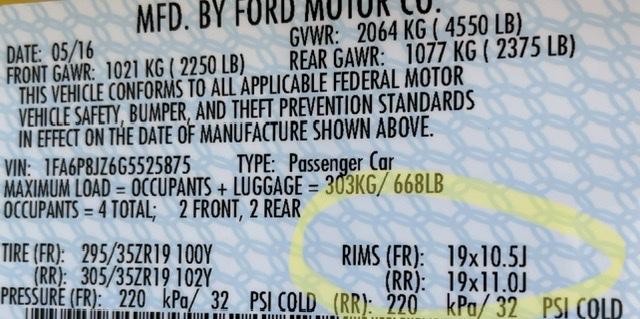 MFD. BY FORD MOTOR CO.
DATE: 05/16 GVWR: 2064 KG ( 4550 LB)
FRONT GAWR: 1021 KG ( 2250 LB) REAR GAWR: 1077 KG ( 2375 LB)
THIS VEHICLE CONFORMS TO ALL APPLICABLE FEDERAL MOTOR
VEHICLE SAFETY, BUMPER, AND THEFT PREVENTION STANDARDS
IN EFFECT ON THE DATE OF MANUFACTURE SHOWN ABOVE.
VIN: 1FA6P8JZ6G5525875 TYPE: Passenger Car
MAXIMUM LOAD = OCCUPANTS + LUGGAGE = 303KG/ 668LB
OCCUPANTS = 4 TOTAL; 2 FRONT, 2 REAR
TIRE (FR): 295/35ZR19 100Y RIMS (FR): 19x10.5J
(RR): 305/35ZR19 102Y (RR): 19x11.0J
PRESSURE (FR): 220 kPa/ 32 PSI COLD (RR): 220 kPa/ 32 PSI COLD